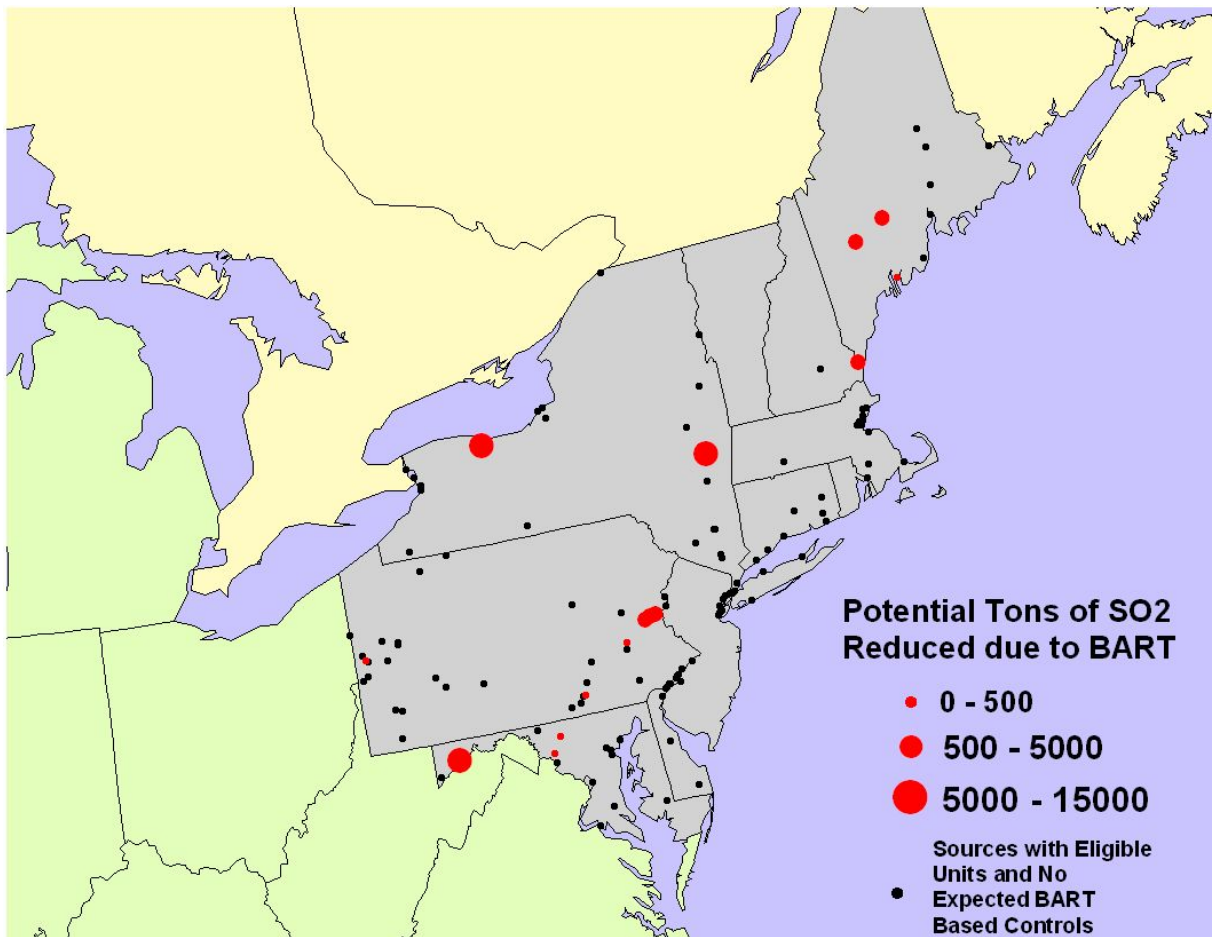 Potential Tons of SO2
Reduced due to BART
0 - 500
500 - 5000
5000 - 15000
Sources with Eligible
Units and No
Expected BART
Based Controls